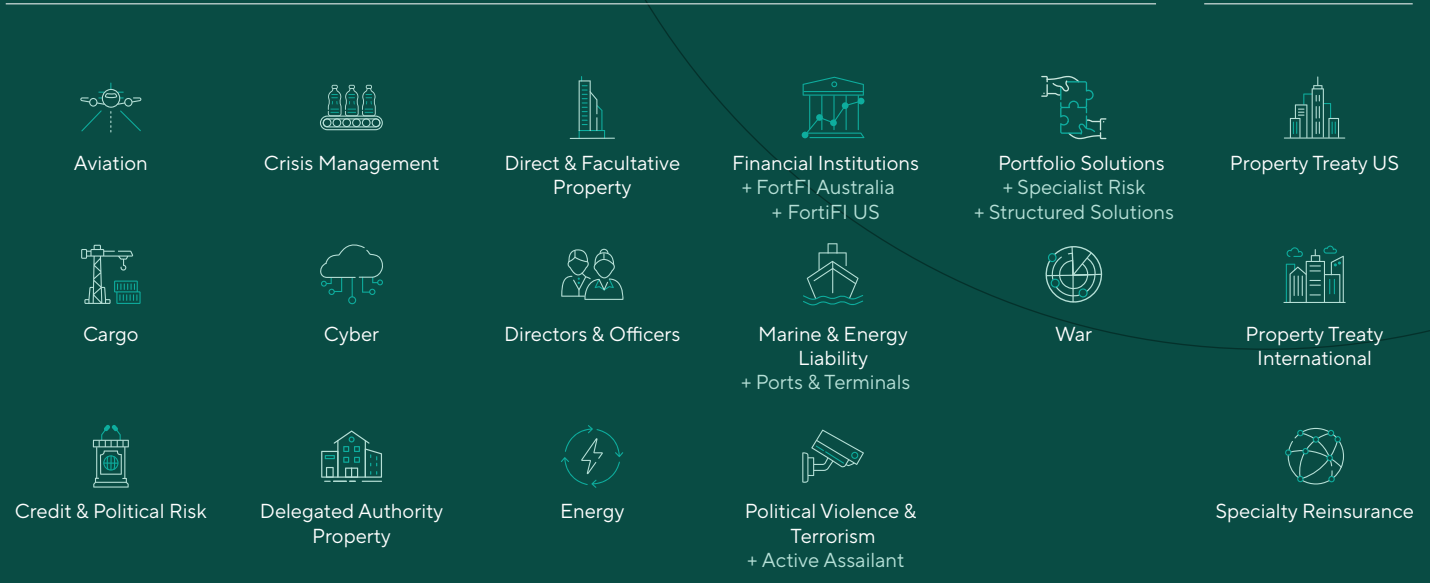 Aviation
Crisis Management
Direct & Facultative
Property
Financial Institutions
+ FortFI Australia
+ FortiFI US
Portfolio Solutions
+ Specialist Risk
+ Structured Solutions
Property Treaty US
Cargo
Cyber
Directors & Officers
Marine & Energy
Liability
+ Ports & Terminals
War
Property Treaty
International
Credit & Political Risk
Delegated Authority
Property
Energy
Political Violence &
Terrorism
+ Active Assailant
Specialty Reinsurance